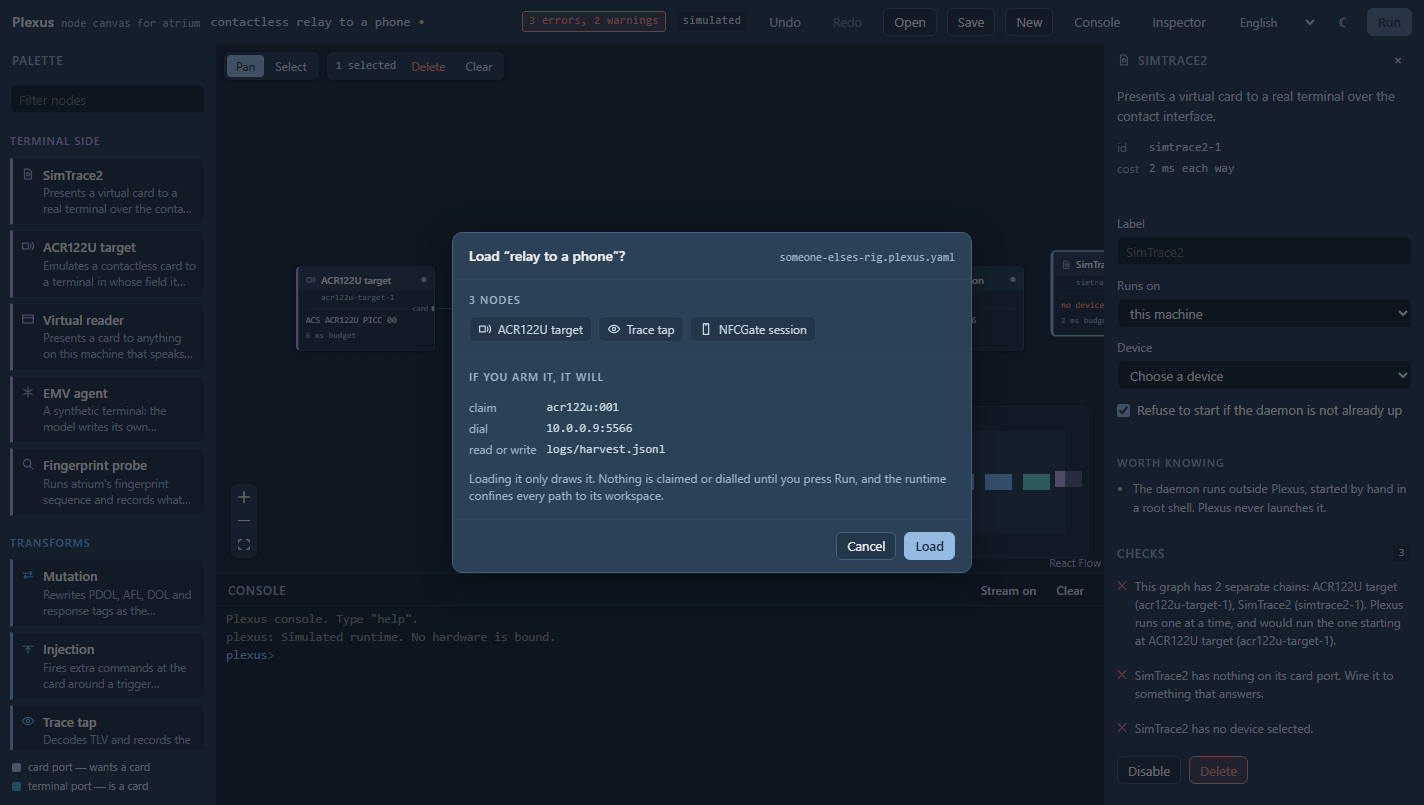 Plexus node canvas for atrium contactless relay to a phone
3 errors, 2 warnings simulated Undo Redo Open Save New Console Inspector English Run
PALETTE
Filter nodes
TERMINAL SIDE
SimTrace2
Presents a virtual card to a
real terminal over the conta...
ACR122U target
Emulates a contactless card to
a terminal in whose field it...
Virtual reader
Presents a card to anything
on this machine that speaks...
EMV agent
A synthetic terminal: the
model writes its own...
Fingerprint probe
Runs atrium's fingerprint
sequence and records what...
TRANSFORMS
Mutation
Rewrites PDOL, AFL, DOL and
response tags as the...
Injection
Fires extra commands at the
card around a trigger...
Trace tap
Decodes TLV and records the
card port — wants a card
terminal port — is a card
Pan Select 1 selected Delete Clear
ACR122U target
acr122u-target-1
card
ACS ACR122U PICC 00
6 ms budget
on
SimTra
simtra
no device
2 ms budg
Load “relay to a phone”? someone-elses-rig.plexus.yaml
3 NODES
ACR122U target Trace tap NFCGate session
IF YOU ARM IT, IT WILL
claim acr122u:001
dial 10.0.0.9:5566
read or write logs/harvest.jsonl
Loading it only draws it. Nothing is claimed or dialled until you press Run, and the runtime
confines every path to its workspace.
Cancel Load
React Flow
CONSOLE Stream on Clear
Plexus console. Type "help".
plexus: Simulated runtime. No hardware is bound.
plexus>
SIMTRACE2
Presents a virtual card to a real terminal over the
contact interface.
id simtrace2-1
cost 2 ms each way
Label
SimTrace2
Runs on
this machine
Device
Choose a device
Refuse to start if the daemon is not already up
WORTH KNOWING
The daemon runs outside Plexus, started by hand in
a root shell. Plexus never launches it.
CHECKS 3
This graph has 2 separate chains: ACR122U target
(acr122u-target-1), SimTrace2 (simtrace2-1). Plexus
runs one at a time, and would run the one starting
at ACR122U target (acr122u-target-1).
SimTrace2 has nothing on its card port. Wire it to
something that answers.
SimTrace2 has no device selected.
Disable Delete